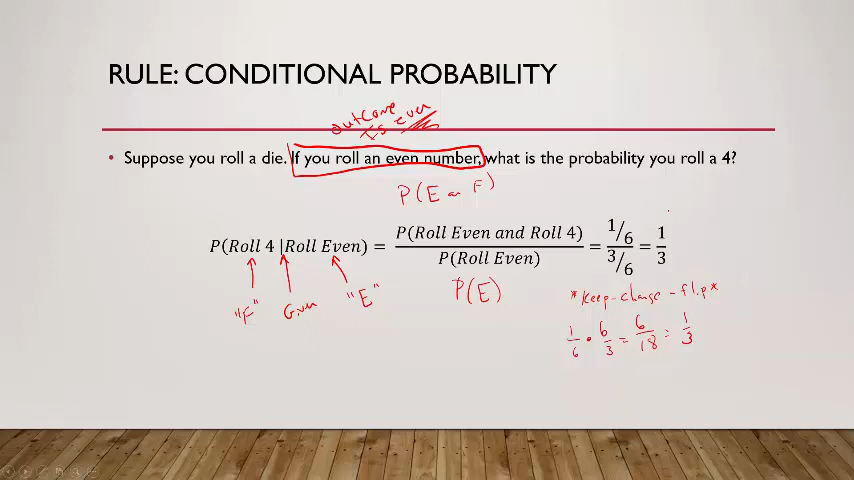 RULE: CONDITIONAL PROBABILITY
outcome
Is even
• Suppose you roll a die. If you roll an even number, what is the probability you roll a 4?
P(E and F)
P(Roll 4 |Roll Even) = P(Roll Even and Roll 4) / P(Roll Even) = 1/6 / 3/6 = 1/3
"F"
Given
"E"
P(E)
*Keep-change-flip*
1/6 • 6/3 = 6/18 = 1/3